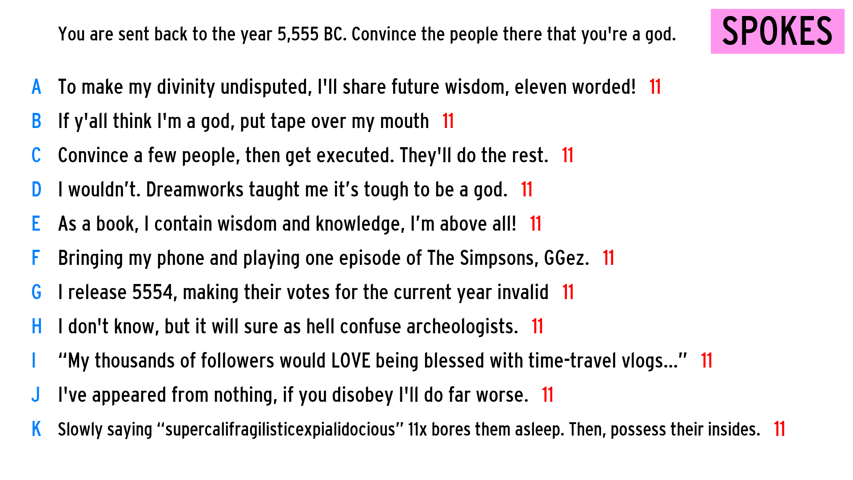 You are sent back to the year 5,555 BC. Convince the people there that you're a god.
SPOKES
A To make my divinity undisputed, I'll share future wisdom, eleven worded! 11
B If y'all think I'm a god, put tape over my mouth 11
C Convince a few people, then get executed. They'll do the rest. 11
D I wouldn’t. Dreamworks taught me it’s tough to be a god. 11
E As a book, I contain wisdom and knowledge, I’m above all! 11
F Bringing my phone and playing one episode of The Simpsons, GGez. 11
G I release 5554, making their votes for the current year invalid 11
H I don't know, but it will sure as hell confuse archeologists. 11
I “My thousands of followers would LOVE being blessed with time-travel vlogs...” 11
J I've appeared from nothing, if you disobey I'll do far worse. 11
K Slowly saying “supercalifragilisticexpialidocious” 11x bores them asleep. Then, possess their insides. 11